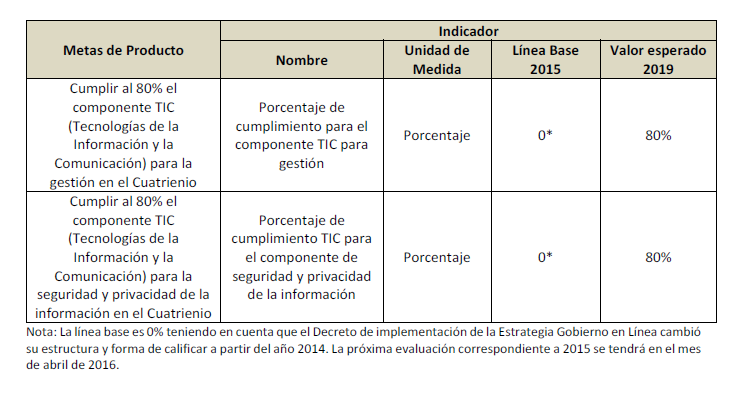 Metas de Producto
Indicador
Nombre
Unidad de
Medida
Línea Base
2015
Valor esperado
2019
Cumplir al 80% el
componente TIC
(Tecnologías de la
Información y la
Comunicación) para la
gestión en el Cuatrienio
Porcentaje de
cumplimiento para el
componente TIC para
gestión
Porcentaje
0*
80%
Cumplir al 80% el
componente TIC
(Tecnologías de la
Información y la
Comunicación) para la
seguridad y privacidad de la
información en el Cuatrienio
Porcentaje de
cumplimiento TIC para
el componente de
seguridad y privacidad
de la información
Porcentaje
0*
80%
Nota: La línea base es 0% teniendo en cuenta que el Decreto de implementación de la Estrategia Gobierno en Línea cambió
su estructura y forma de calificar a partir del año 2014. La próxima evaluación correspondiente a 2015 se tendrá en el mes
de abril de 2016.